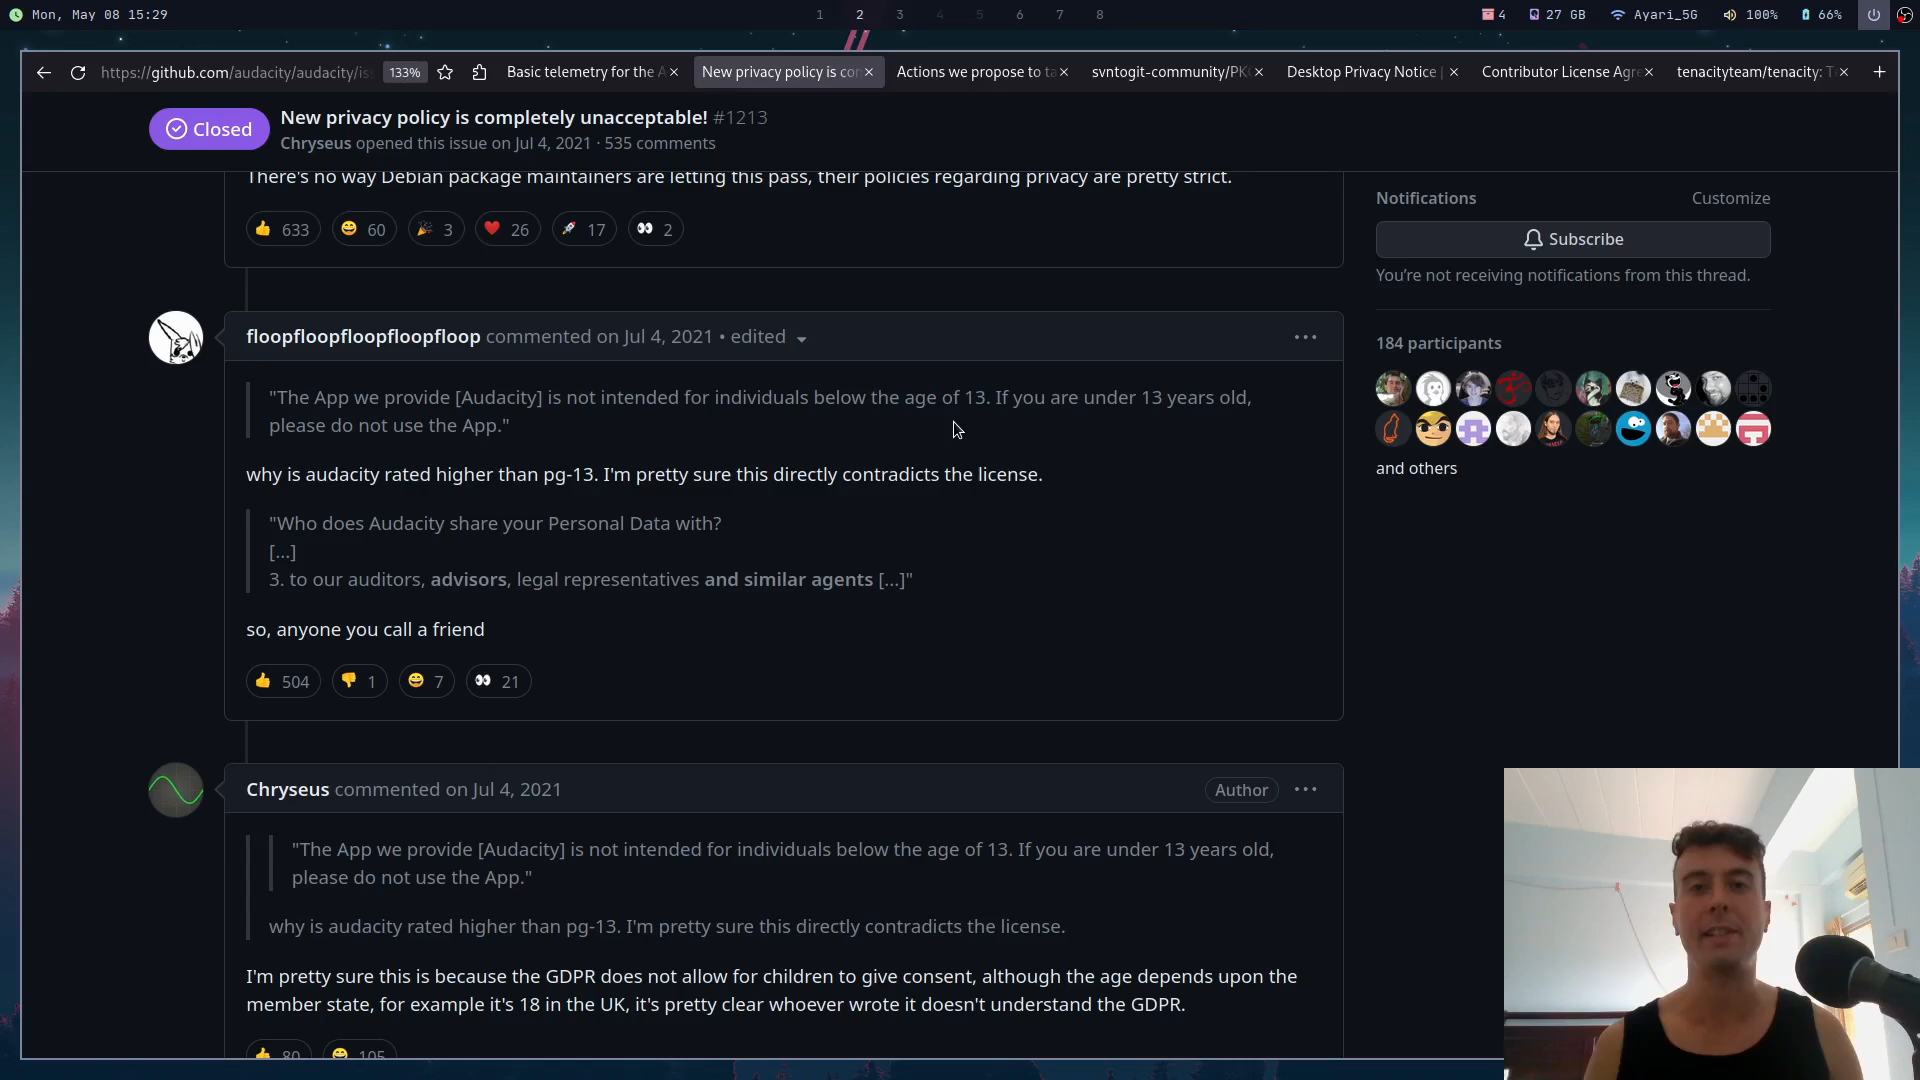 Mon, May 08 15:29
1 2 3 4 5 6 7 8
4 27 GB Ayari_5G 100% 66%
https://github.com/audacity/audacity/is
133%
Basic telemetry for the
New privacy policy is co
Actions we propose to ta
svntogit-community/PK
Desktop Privacy Notice
Contributor License Agre
tenacityteam/tenacity:
Closed
New privacy policy is completely unacceptable! #1213
Chryseus opened this issue on Jul 4, 2021 · 535 comments
There's no way Debian package maintainers are letting this pass, their policies regarding privacy are pretty strict.
633 60 3 26 17 2
floopfloopfloopfloopfloop commented on Jul 4, 2021 • edited
"The App we provide [Audacity] is not intended for individuals below the age of 13. If you are under 13 years old,
please do not use the App."
why is audacity rated higher than pg-13. I'm pretty sure this directly contradicts the license.
"Who does Audacity share your Personal Data with?
[...]
3. to our auditors, advisors, legal representatives and similar agents [...]"
so, anyone you call a friend
504 1 7 21
Chryseus commented on Jul 4, 2021
Author
"The App we provide [Audacity] is not intended for individuals below the age of 13. If you are under 13 years old,
please do not use the App."
why is audacity rated higher than pg-13. I'm pretty sure this directly contradicts the license.
I'm pretty sure this is because the GDPR does not allow for children to give consent, although the age depends upon the
member state, for example it's 18 in the UK, it's pretty clear whoever wrote it doesn't understand the GDPR.
80 105
Notifications
Customize
Subscribe
You're not receiving notifications from this thread.
184 participants
and others